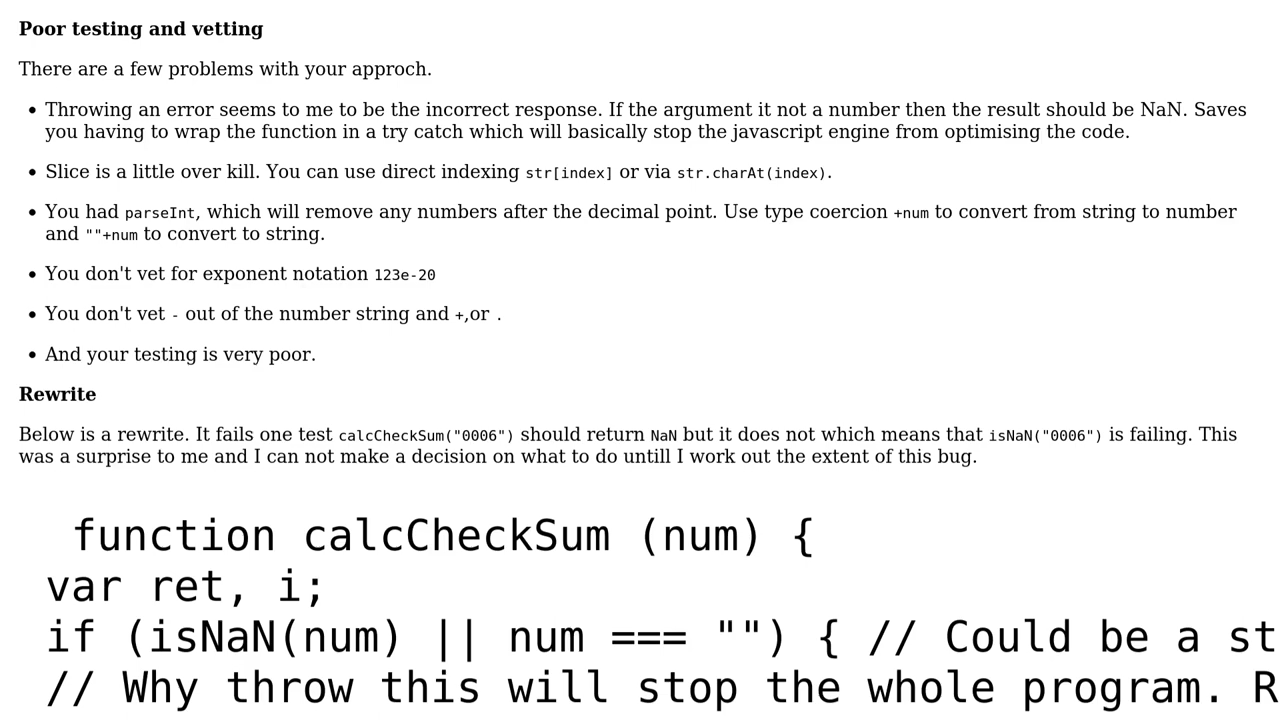 Poor testing and vetting
There are a few problems with your approch.
• Throwing an error seems to me to be the incorrect response. If the argument it not a number then the result should be NaN. Saves
you having to wrap the function in a try catch which will basically stop the javascript engine from optimising the code.
• Slice is a little over kill. You can use direct indexing str[index] or via str.charAt(index).
• You had parseInt, which will remove any numbers after the decimal point. Use type coercion +num to convert from string to number
and ""+num to convert to string.
• You don't vet for exponent notation 123e-20
• You don't vet - out of the number string and +,or .
• And your testing is very poor.
Rewrite
Below is a rewrite. It fails one test calcCheckSum("0006") should return NaN but it does not which means that isNaN("0006") is failing. This
was a surprise to me and I can not make a decision on what to do untill I work out the extent of this bug.
function calcCheckSum (num) {
var ret, i;
if (isNaN(num) || num === "") { // Could be a st
// Why throw this will stop the whole program. R